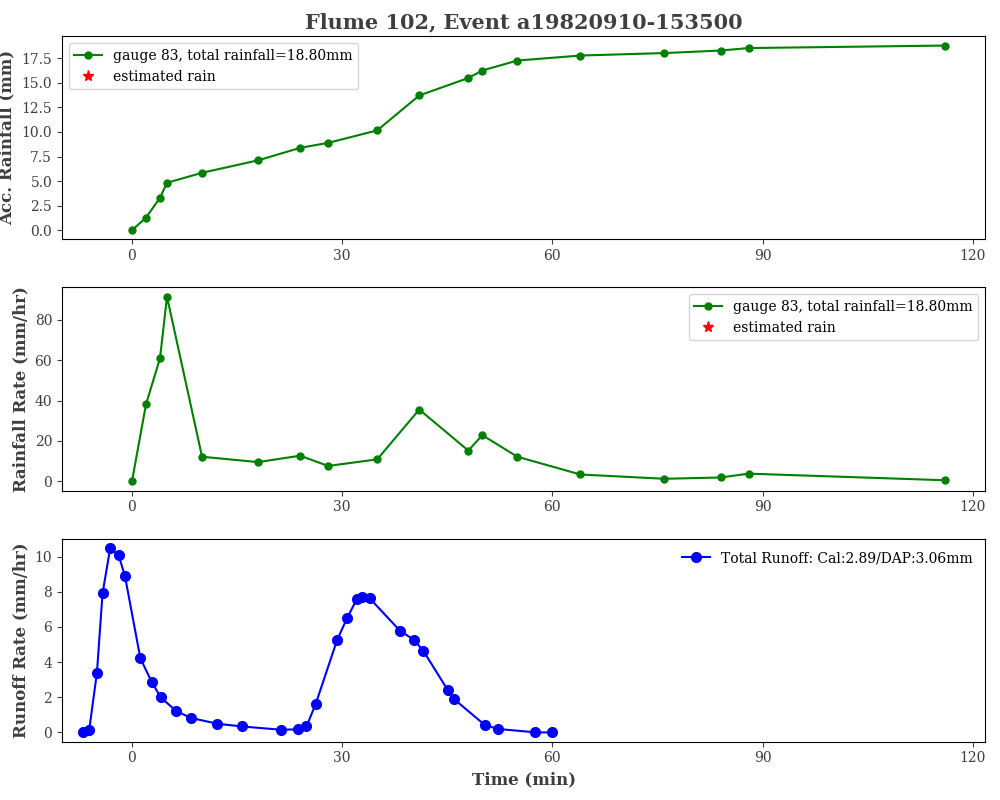 Flume 102, Event a19820910-153500
Acc. Rainfall (mm)
17.5
15.0
12.5
10.0
7.5
5.0
2.5
0.0
gauge 83, total rainfall=18.80mm
estimated rain
0 30 60 90 120
Rainfall Rate (mm/hr)
80
60
40
20
0
gauge 83, total rainfall=18.80mm
estimated rain
0 30 60 90 120
Runoff Rate (mm/hr)
10
8
6
4
2
0
Total Runoff: Cal:2.89/DAP:3.06mm
0 30 60 90 120
Time (min)